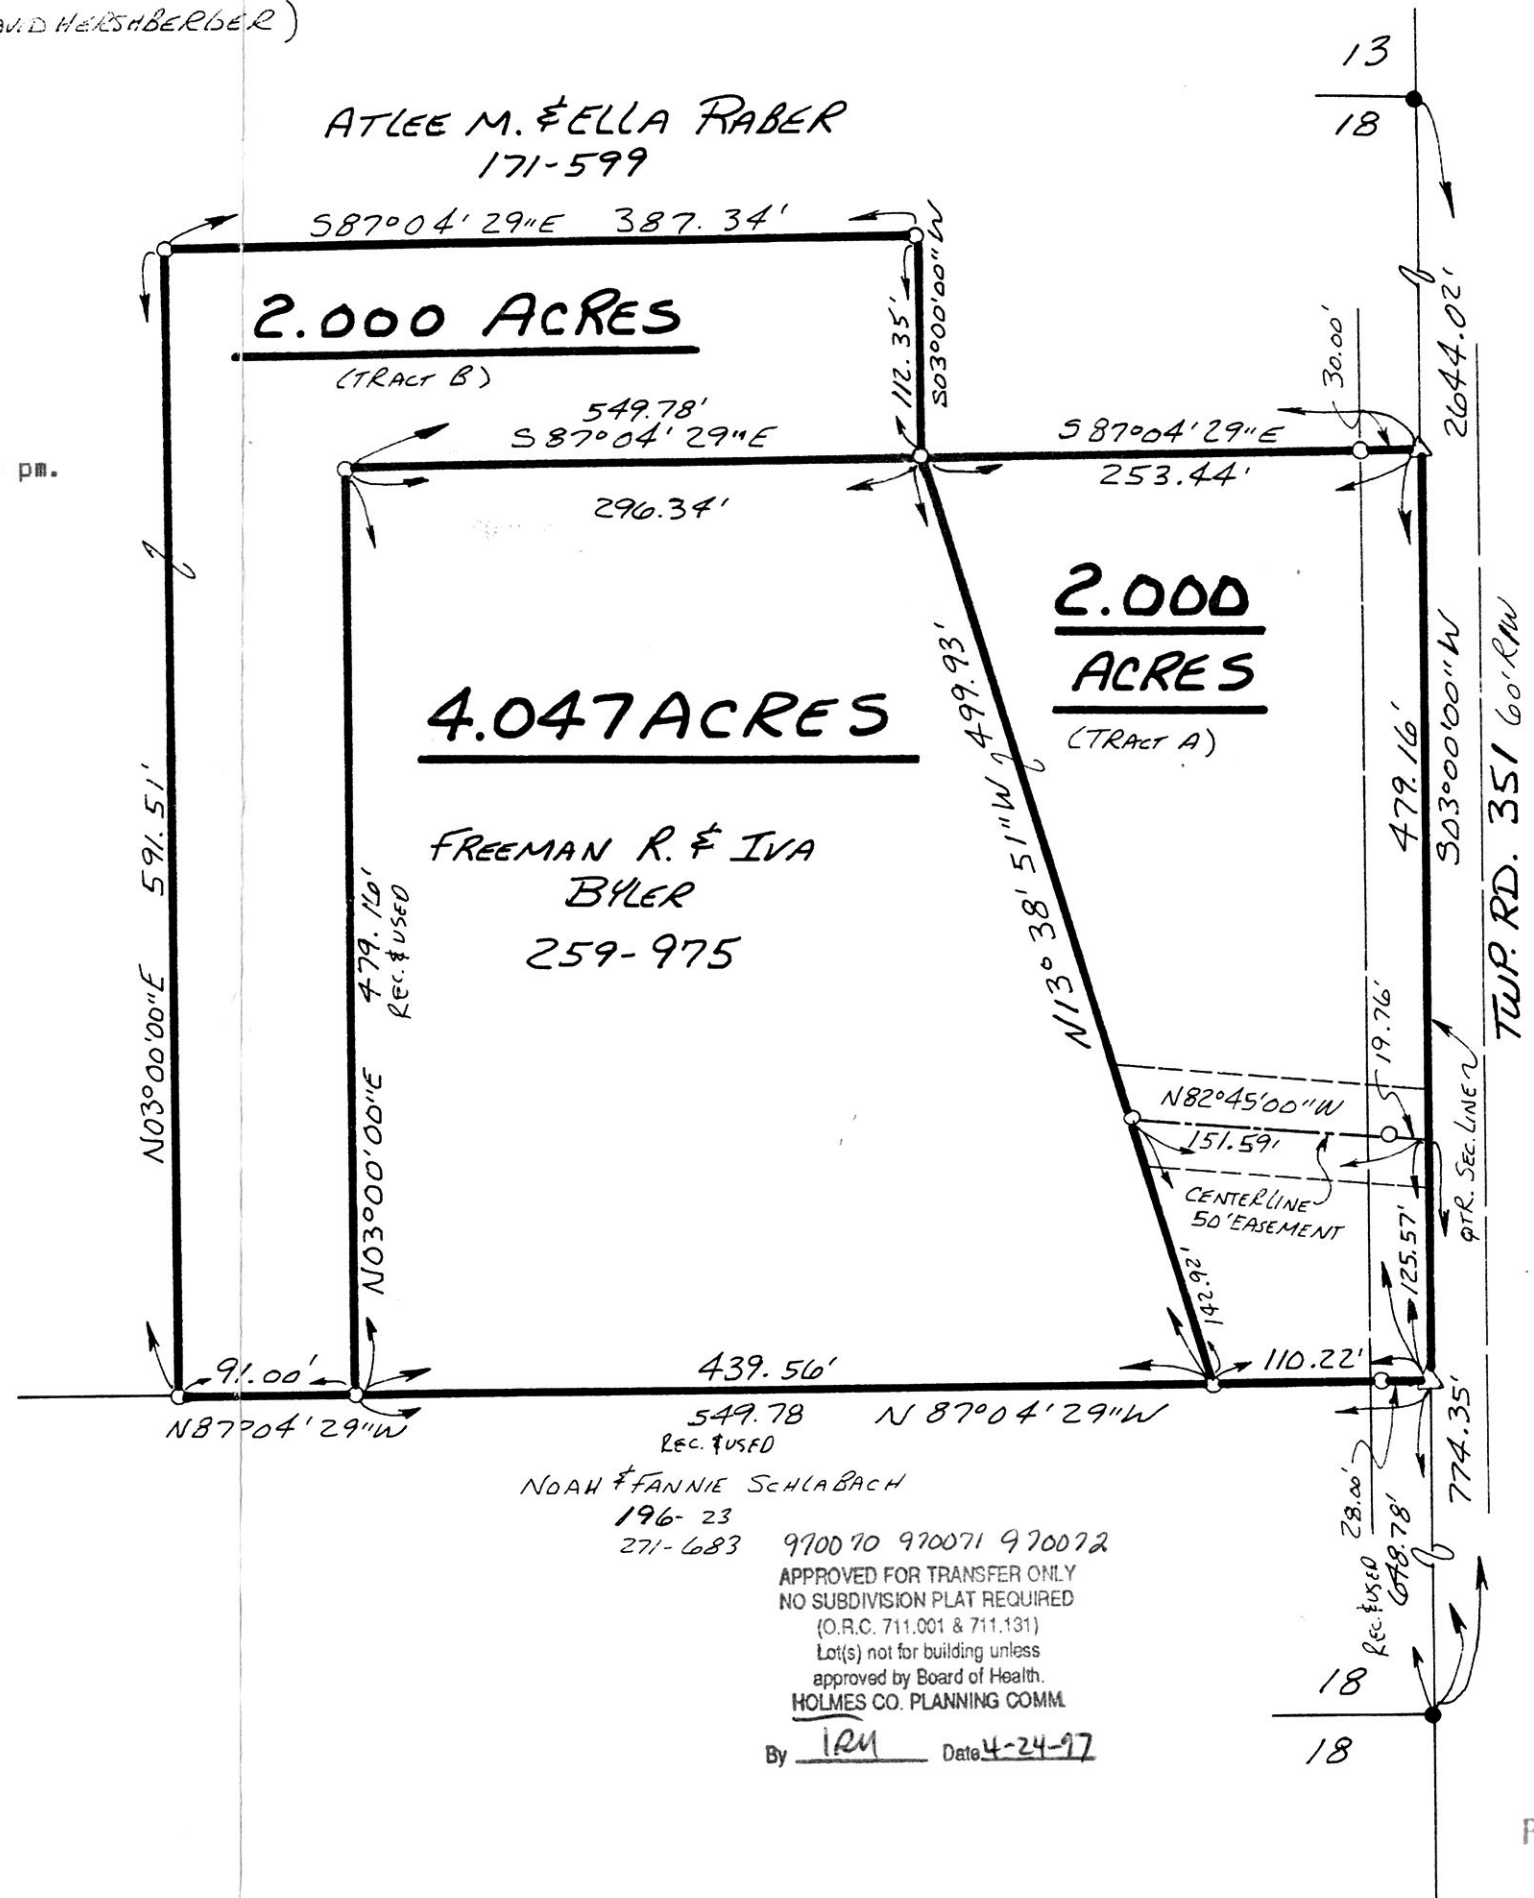 HERSHBERGER)
13
18
ATLEE M. & ELLA RABER
171-599
S87°04'29"E 387.34'
2.000 ACRES
(TRACT B)
112.35'
S03°00'00"W
549.78'
S87°04'29"E
296.34'
S87°04'29"E
253.44'
30.00'
2644.02'
pm.
2.000
ACRES
(TRACT A)
4.047 ACRES
FREEMAN R. & IVA
BYLER
259-975
N03°00'00"E 591.51'
N03°00'00"E 479.16'
REC. & USED
N13°38'51"W 499.93'
479.16'
S03°00'00"W
TWP. RD. 351 60' R/W
19.76'
N82°45'00"W
151.59'
CENTERLINE
50' EASEMENT
QTR. SEC. LINE
125.57'
142.92'
91.00'
439.56'
110.22'
N87°04'29"W
549.78 N87°04'29"W
REC. & USED
28.00'
REC. & USED
648.78'
774.35'
NOAH & FANNIE SCHLABACH
196-23
271-683
970070 970071 970072
APPROVED FOR TRANSFER ONLY
NO SUBDIVISION PLAT REQUIRED
(O.R.C. 711.001 & 711.131)
Lot(s) not for building unless
approved by Board of Health.
HOLMES CO. PLANNING COMM.
By Date 4-24-97
18
18